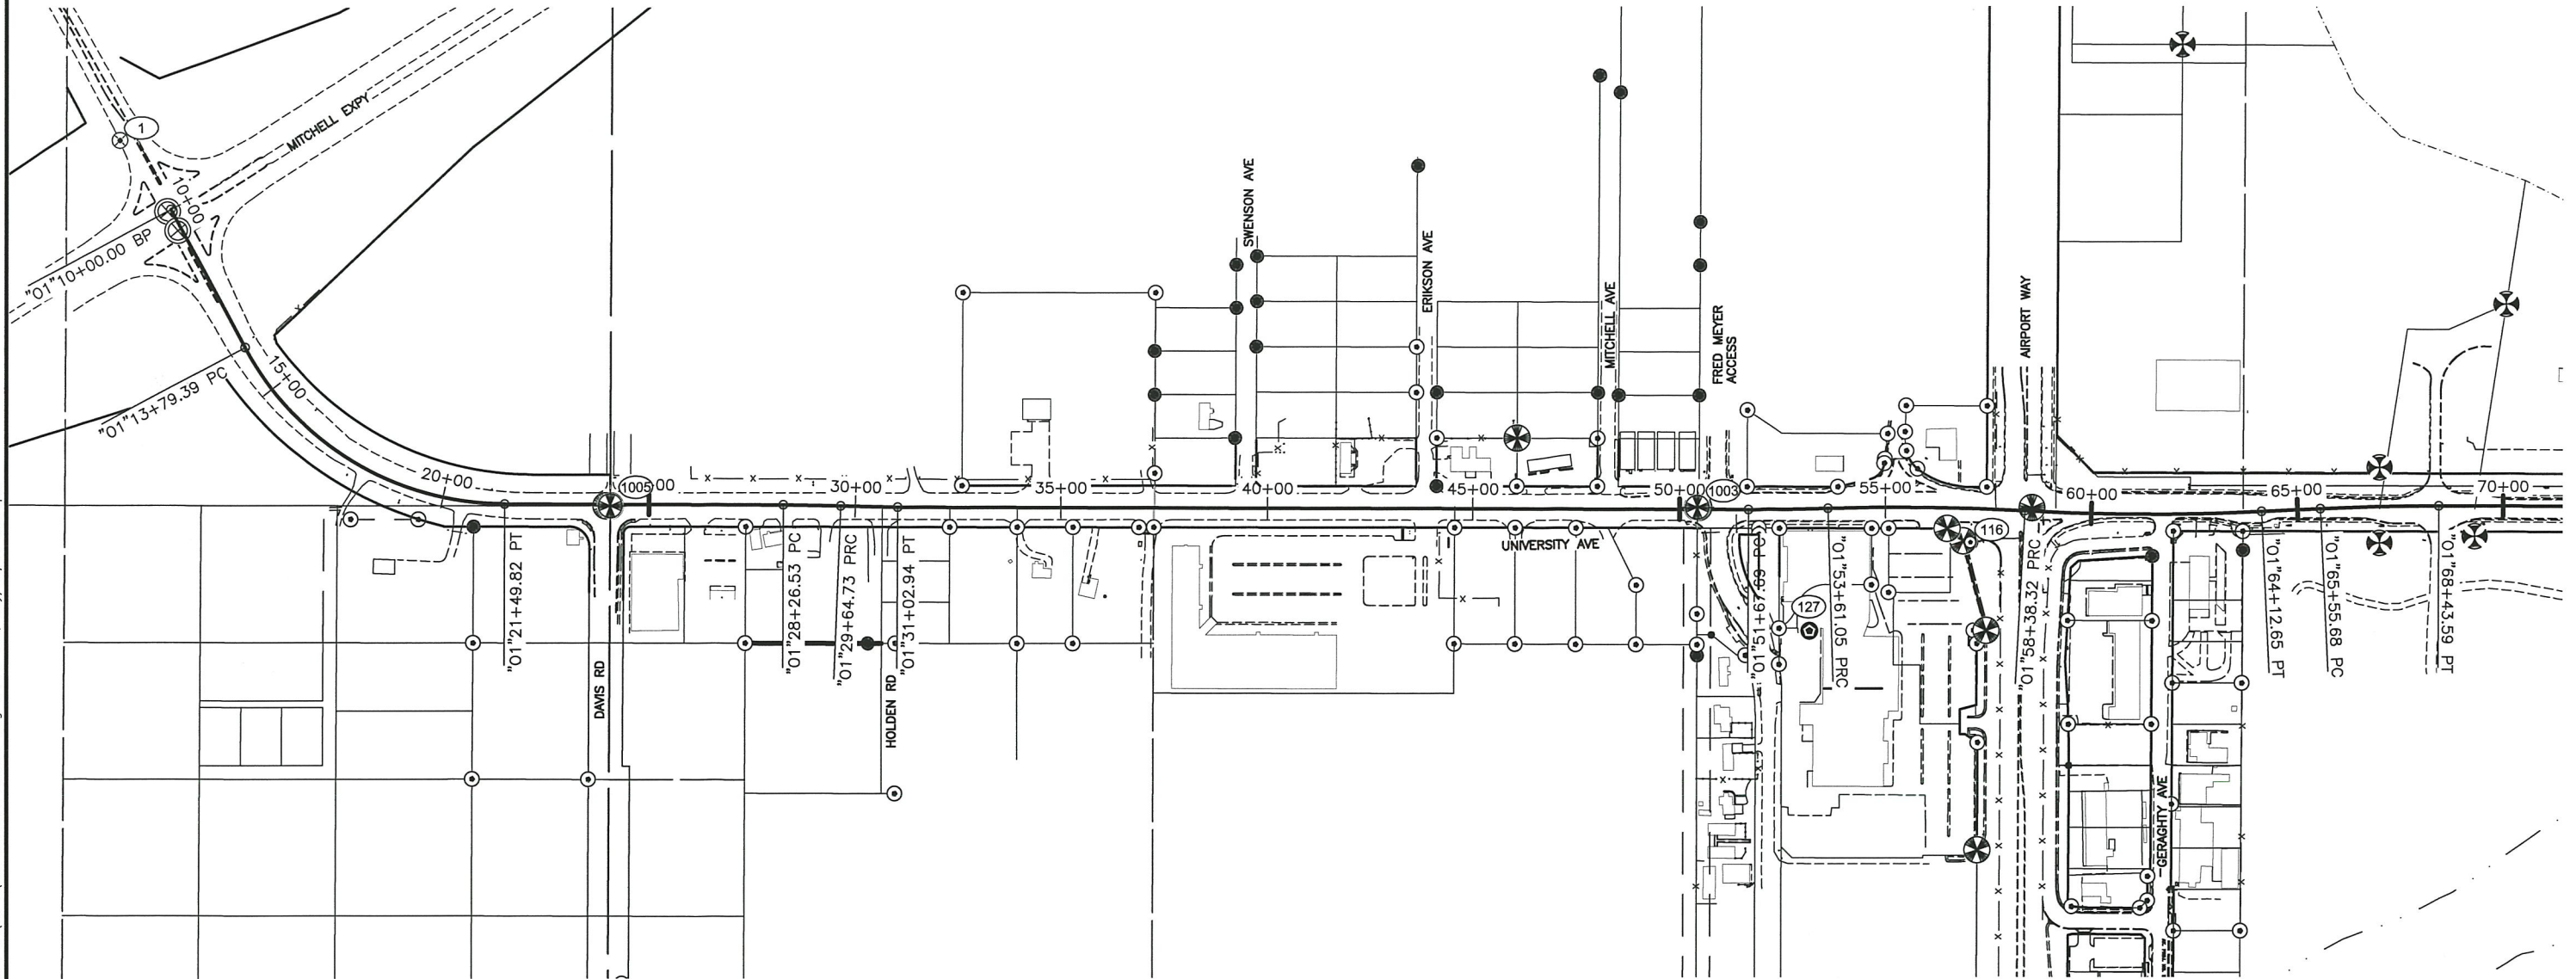 1
MITCHELL EXPY
10+00
"01"10+00.00 BP
"01"13+79.39 PC
15+00
20+00
"01"21+49.82 PT
DAVIS RD
1005
00
"01"28+26.53 PC
30+00
"01"29+64.73 PRC
HOLDEN RD
"01"31+02.94 PT
35+00
SWENSON AVE
40+00
ERIKSON AVE
45+00
UNIVERSITY AVE
MITCHELL AVE
50+00
1003
FRED MEYER
ACCESS
"01"51+67.69 PC
127
"01"53+61.05 PRC
55+00
116
AIRPORT WAY
"01"58+38.32 PRC
60+00
GERAGHTY AVE
"01"64+12.65 PT
65+00
"01"65+55.68 PC
"01"68+43.59 PT
70+00